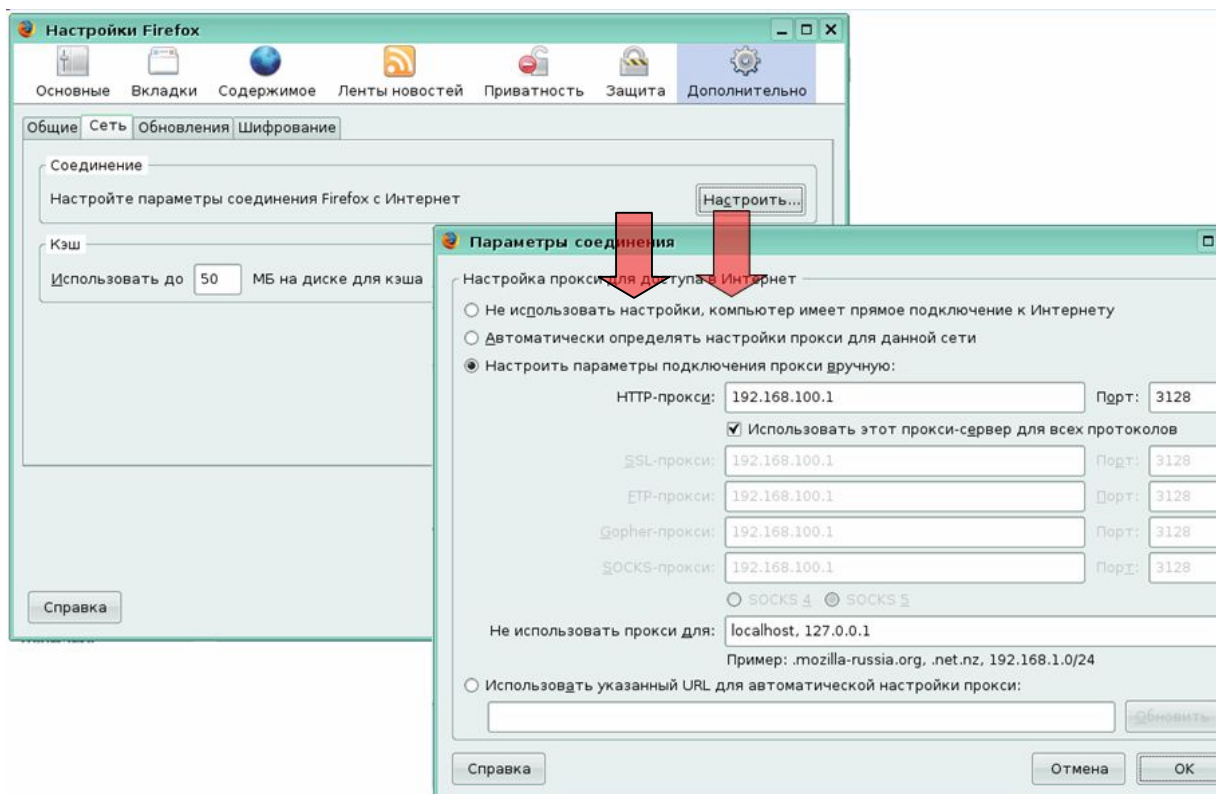 Настройки Firefox
Основные Вкладки Содержимое Ленты новостей Приватность Защита Дополнительно
Общие Сеть Обновления Шифрование
Соединение
Настройте параметры соединения Firefox с Интернет Настроить...
Кэш
Использовать до 50 МБ на диске для кэша
Справка
Параметры соединения
Настройка прокси для доступа в Интернет
Не использовать настройки, компьютер имеет прямое подключение к Интернету
Автоматически определять настройки прокси для данной сети
Настроить параметры подключения прокси вручную:
HTTP-прокси: 192.168.100.1 Порт: 3128
Использовать этот прокси-сервер для всех протоколов
SSL-прокси: 192.168.100.1 Порт: 3128
FTP-прокси: 192.168.100.1 Порт: 3128
Gopher-прокси: 192.168.100.1 Порт: 3128
SOCKS-прокси: 192.168.100.1 Порт: 3128
SOCKS 4 SOCKS 5
Не использовать прокси для: localhost, 127.0.0.1
Пример: .mozilla-russia.org, .net.nz, 192.168.1.0/24
Использовать указанный URL для автоматической настройки прокси:
Обновить
Справка Отмена OK